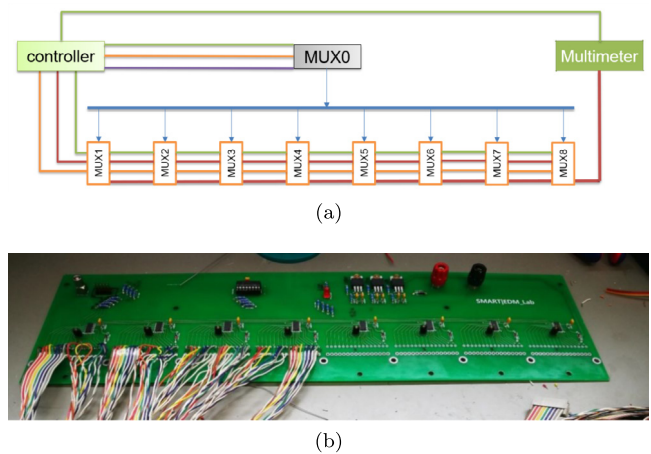 controller
MUX0
Multimeter
MUX1
MUX2
MUX3
MUX4
MUX5
MUX6
MUX7
MUX8
(a)
SMART|EDM_Lab
(b)